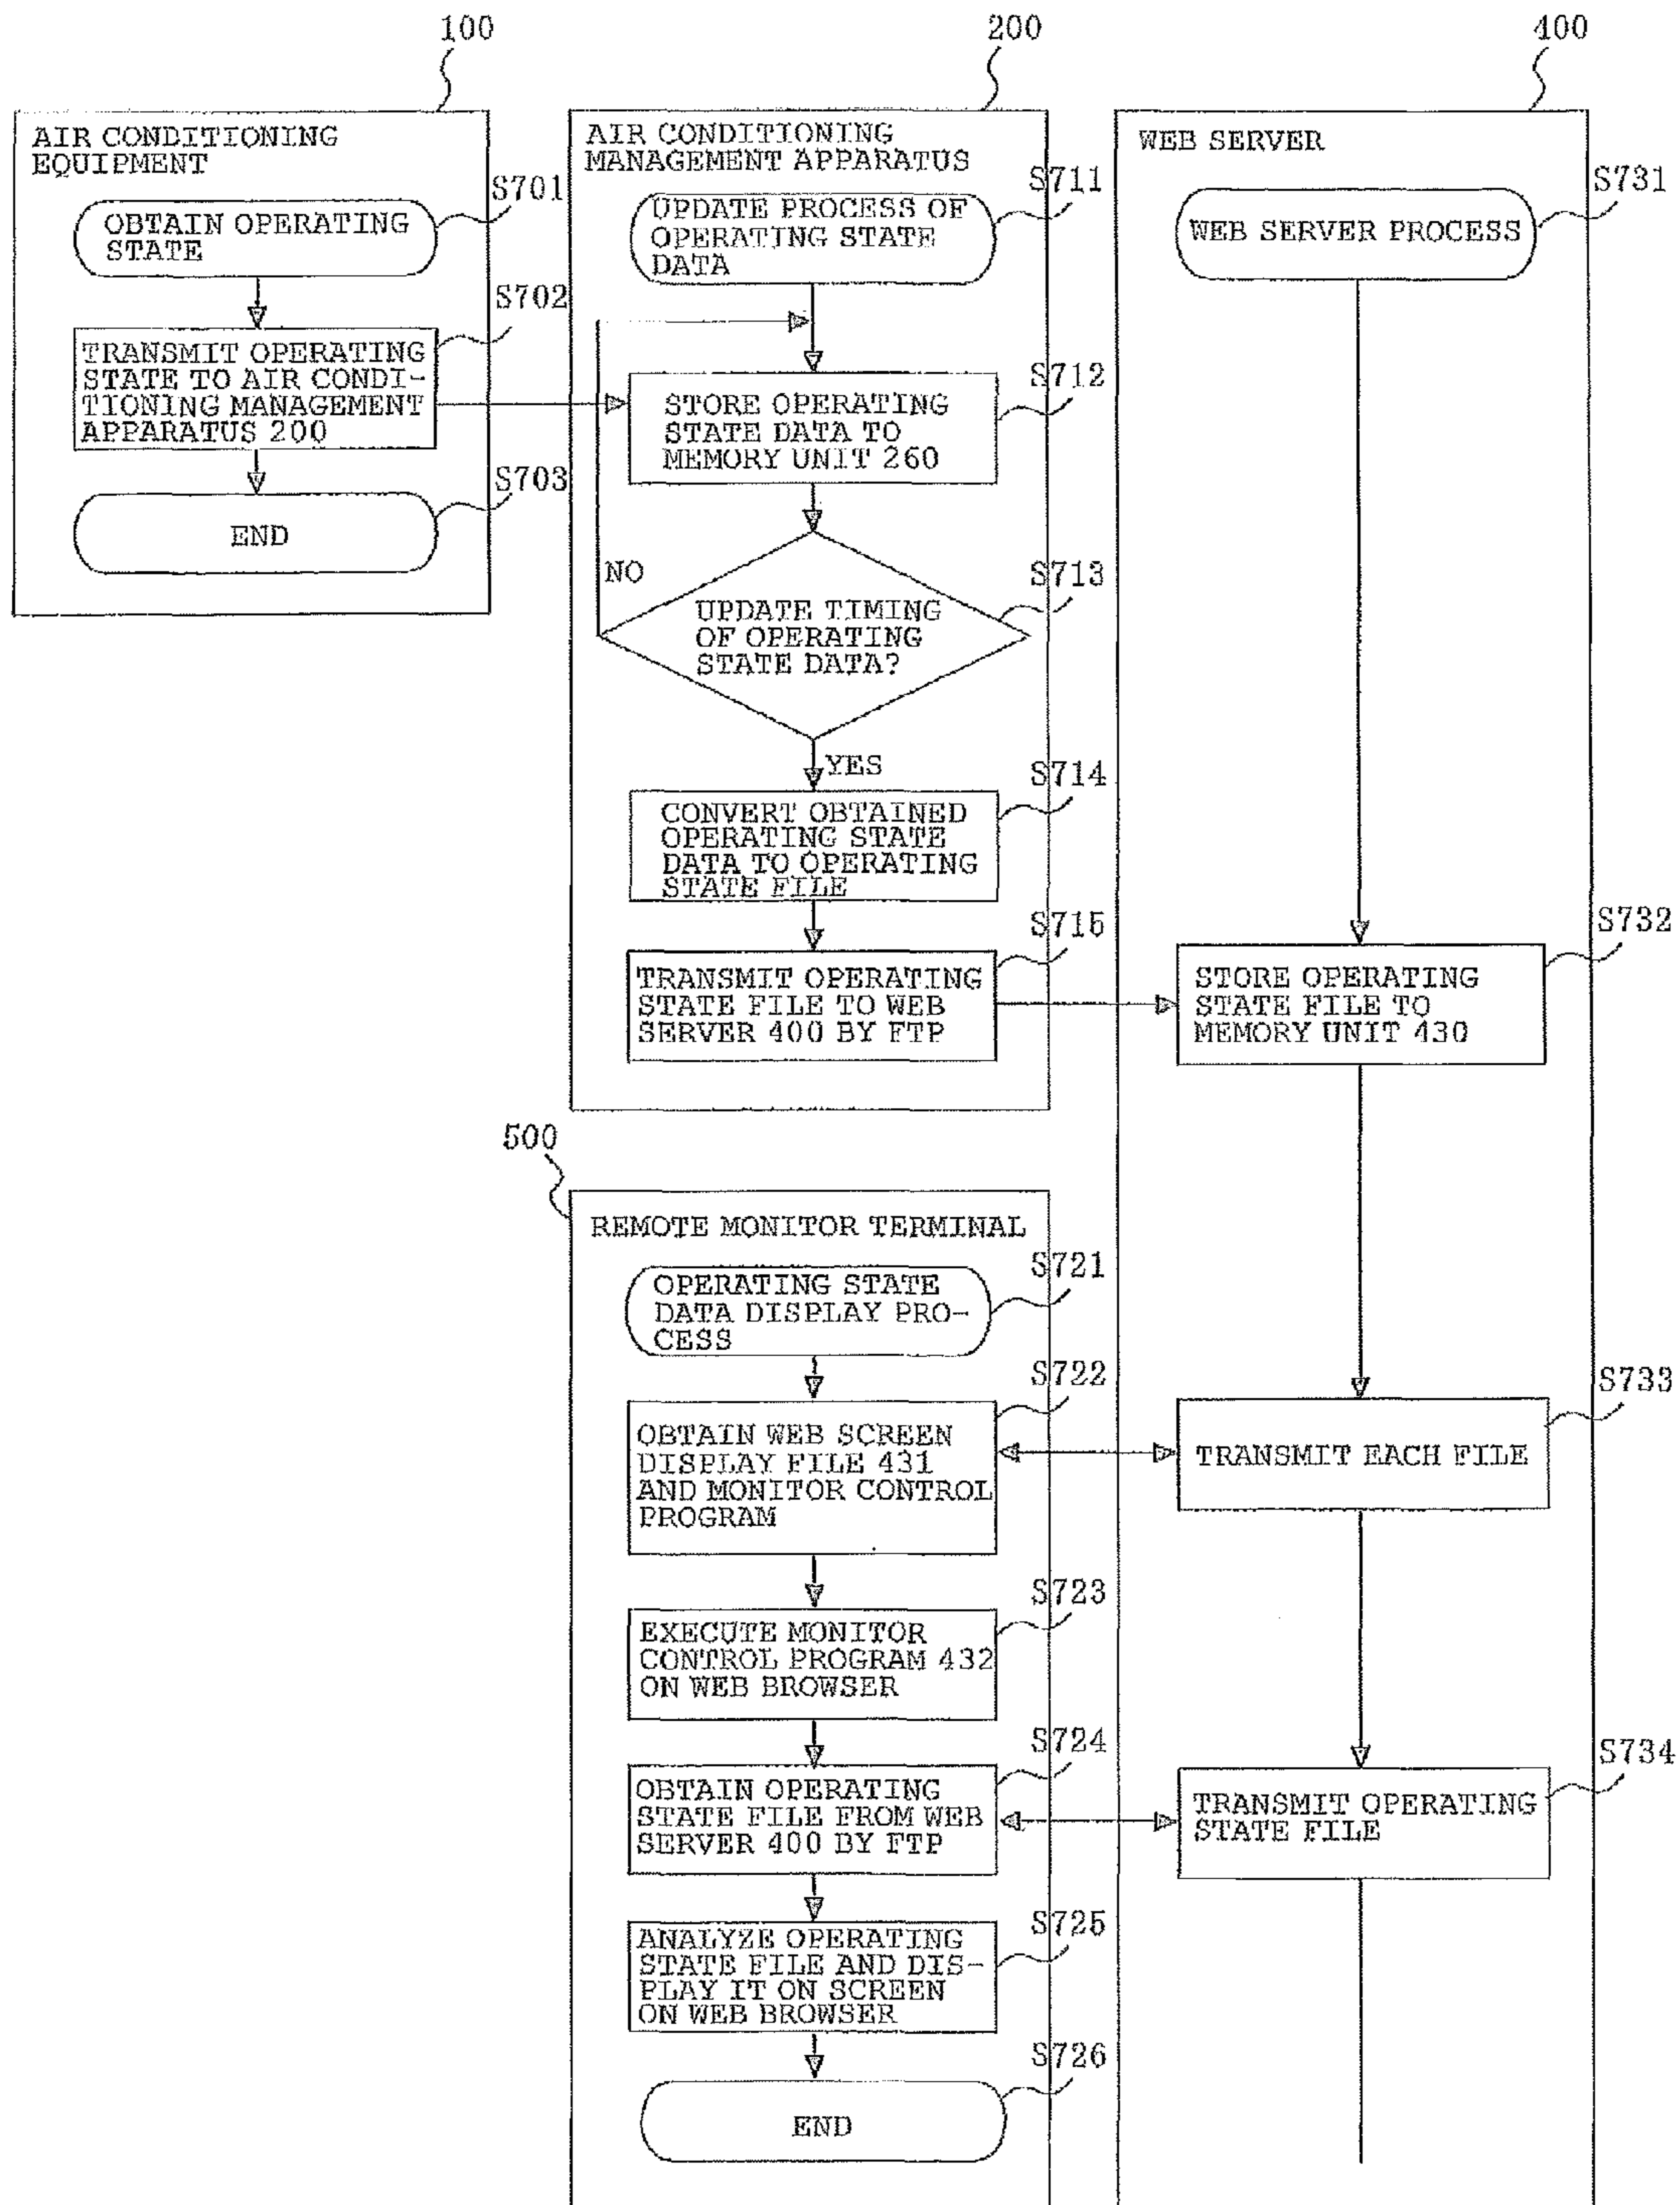 100
200
400
AIR CONDITIONING
EQUIPMENT
S701
OBTAIN OPERATING
STATE
S702
TRANSMIT OPERATING
STATE TO AIR CONDI-
TIONING MANAGEMENT
APPARATUS 200
S703
END
AIR CONDITIONING
MANAGEMENT APPARATUS
S711
UPDATE PROCESS OF
OPERATING STATE
DATA
S712
STORE OPERATING
STATE DATA TO
MEMORY UNIT 260
NO
S713
UPDATE TIMING
OF OPERATING
STATE DATA?
YES
S714
CONVERT OBTAINED
OPERATING STATE
DATA TO OPERATING
STATE FILE
S715
TRANSMIT OPERATING
STATE FILE TO WEB
SERVER 400 BY FTP
WEB SERVER
S731
WEB SERVER PROCESS
S732
STORE OPERATING
STATE FILE TO
MEMORY UNIT 430
S733
TRANSMIT EACH FILE
S734
TRANSMIT OPERATING
STATE FILE
500
REMOTE MONITOR TERMINAL
S721
OPERATING STATE
DATA DISPLAY PRO-
CESS
S722
OBTAIN WEB SCREEN
DISPLAY FILE 431
AND MONITOR CONTROL
PROGRAM
S723
EXECUTE MONITOR
CONTROL PROGRAM 432
ON WEB BROWSER
S724
OBTAIN OPERATING
STATE FILE FROM WEB
SERVER 400 BY FTP
S725
ANALYZE OPERATING
STATE FILE AND DIS-
PLAY IT ON SCREEN
ON WEB BROWSER
S726
END